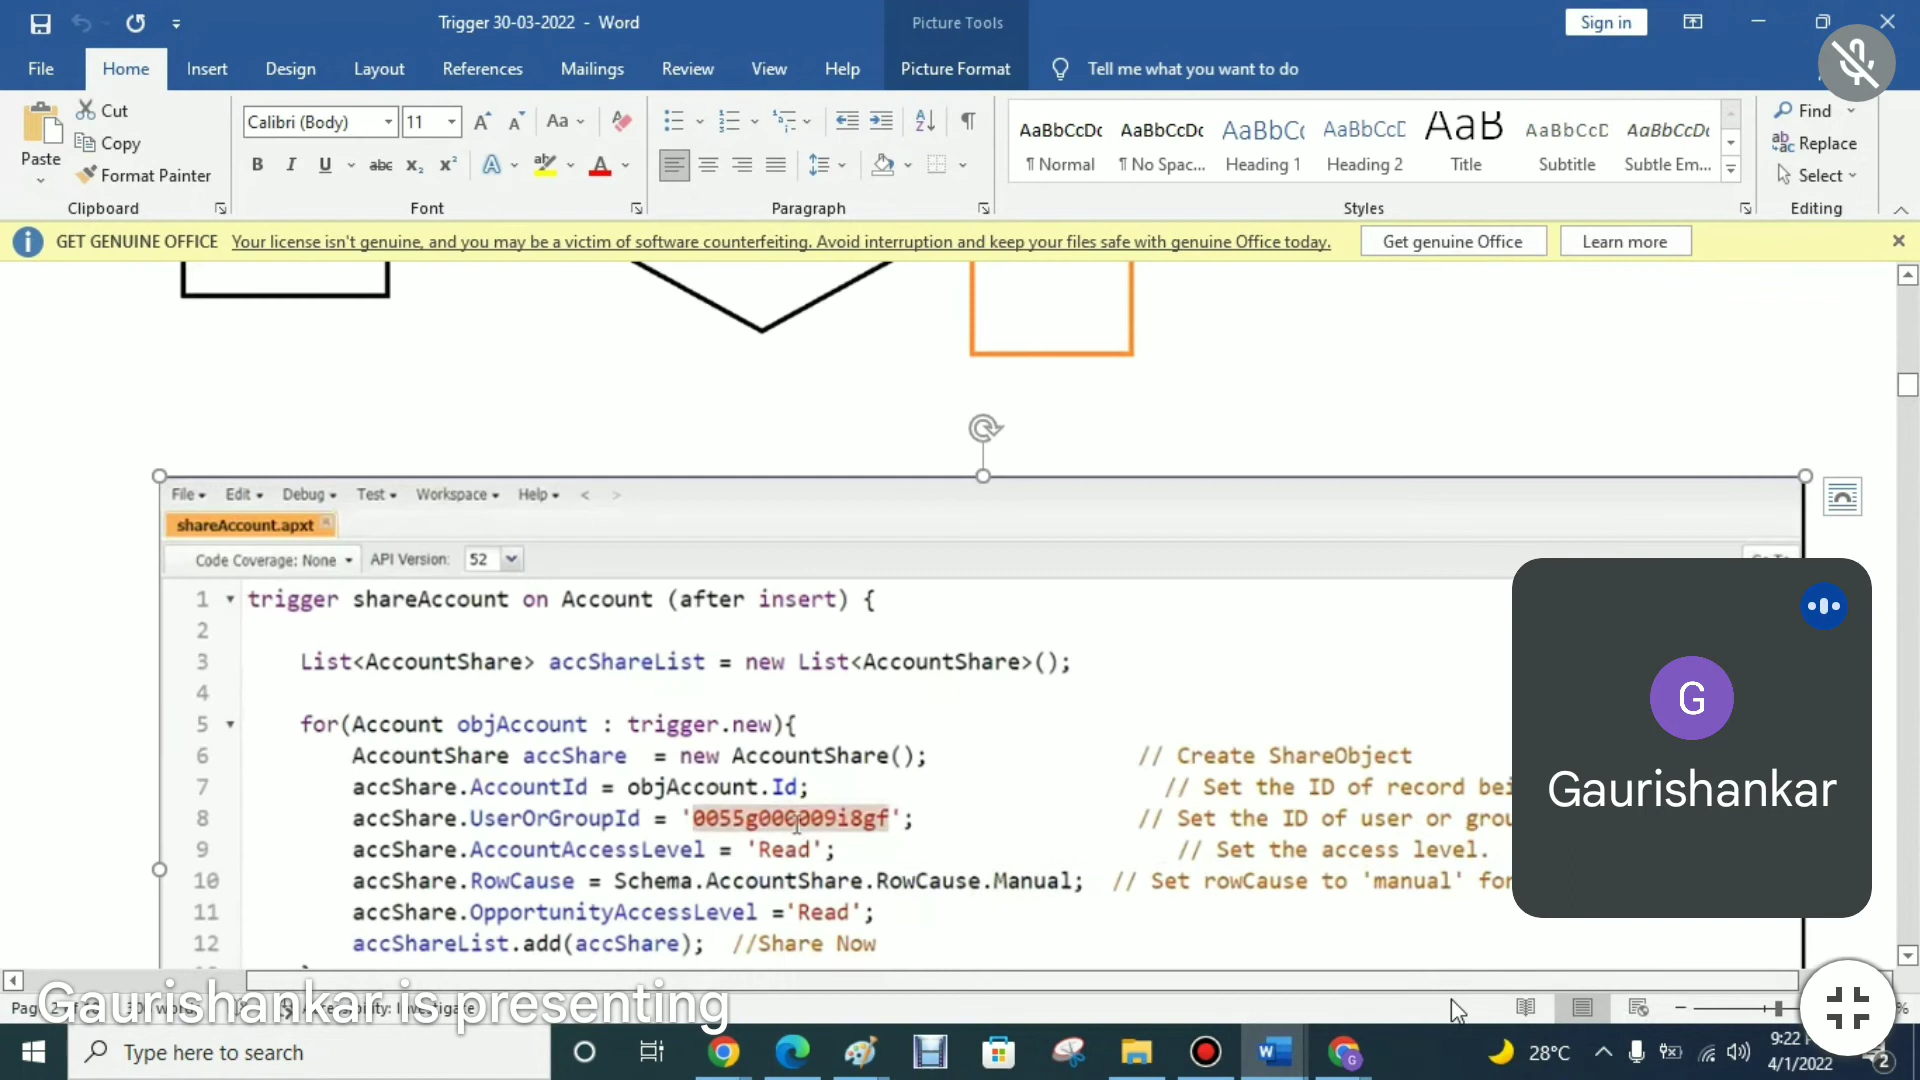 Trigger 30-03-2022 - Word
Picture Tools
Sign in
File Home Insert Design Layout References Mailings Review View Help Picture Format Tell me what you want to do
Paste
Cut
Copy
Format Painter
Clipboard
Calibri (Body) 11
Font
Paragraph
AaBbCcDc AaBbCcDc AaBbCc AaBbCcD AaB AaBbCcD AaBbCcDc
¶ Normal ¶ No Spac... Heading 1 Heading 2 Title Subtitle Subtle Em...
Styles
Find
Replace
Select
Editing
GET GENUINE OFFICE Your license isn't genuine, and you may be a victim of software counterfeiting. Avoid interruption and keep your files safe with genuine Office today. Get genuine Office Learn more
File Edit Debug Test Workspace Help < >
shareAccount.apxt
Code Coverage: None API Version: 52
1 trigger shareAccount on Account (after insert) {
2
3 List<AccountShare> accShareList = new List<AccountShare>();
4
5 for(Account objAccount : trigger.new){
6 AccountShare accShare = new AccountShare(); // Create ShareObject
7 accShare.AccountId = objAccount.Id; // Set the ID of record bei
8 accShare.UserOrGroupId = '0055g000009i8gf'; // Set the ID of user or grou
9 accShare.AccountAccessLevel = 'Read'; // Set the access level.
10 accShare.RowCause = Schema.AccountShare.RowCause.Manual; // Set rowCause to 'manual' for
11 accShare.OpportunityAccessLevel ='Read';
12 accShareList.add(accShare); //Share Now
G
Gaurishankar
Gaurishankar is presenting
Type here to search
28°C
9:22
4/1/2022
2